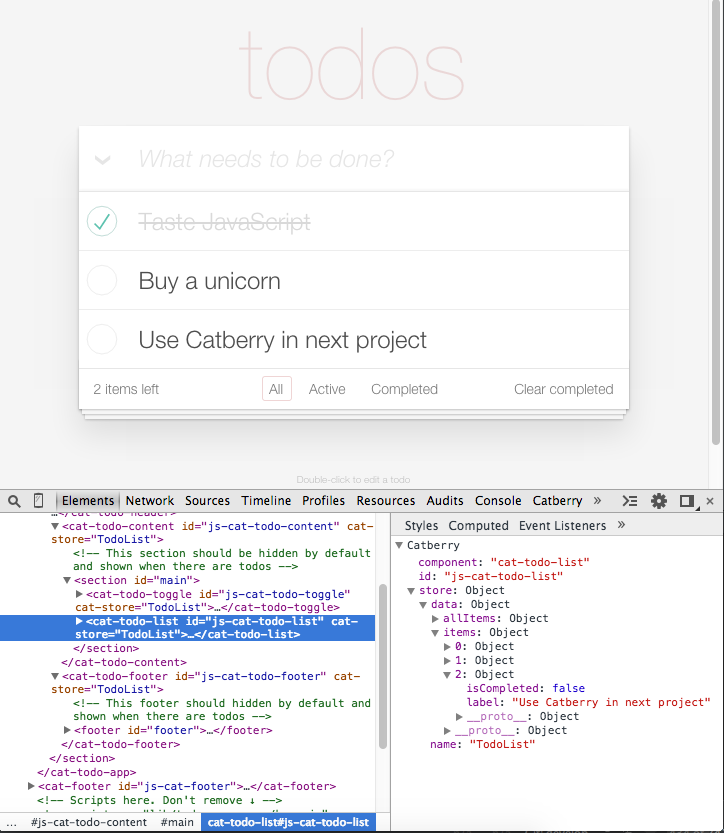 todos
What needs to be done?
Taste JavaScript
Buy a unicorn
Use Catberry in next project
2 items left All Active Completed Clear completed
Double-click to edit a todo
Elements Network Sources Timeline Profiles Resources Audits Console Catberry » ×
…</cat-todo-header>
▼<cat-todo-content id="js-cat-todo-content" cat-
store="TodoList">
<!-- This section should be hidden by default
and shown when there are todos -->
▼<section id="main">
▶<cat-todo-toggle id="js-cat-todo-toggle"
cat-store="TodoList">…</cat-todo-toggle>
▶<cat-todo-list id="js-cat-todo-list" cat-
store="TodoList">…</cat-todo-list>
</section>
</cat-todo-content>
▼<cat-todo-footer id="js-cat-todo-footer" cat-
store="TodoList">
<!-- This footer should hidden by default and
shown when there are todos -->
▶<footer id="footer">…</footer>
</cat-todo-footer>
</section>
</cat-todo-app>
▶<cat-footer id="js-cat-footer">…</cat-footer>
<!-- Scripts here. Don't remove ↓ -->
... #js-cat-todo-content #main cat-todo-list#js-cat-todo-list
Styles Computed Event Listeners »
▼ Catberry
component: "cat-todo-list"
id: "js-cat-todo-list"
▼ store: Object
▼ data: Object
▶ allItems: Object
▼ items: Object
▶ 0: Object
▶ 1: Object
▼ 2: Object
isCompleted: false
label: "Use Catberry in next project"
▶ __proto__: Object
▶ __proto__: Object
name: "TodoList"